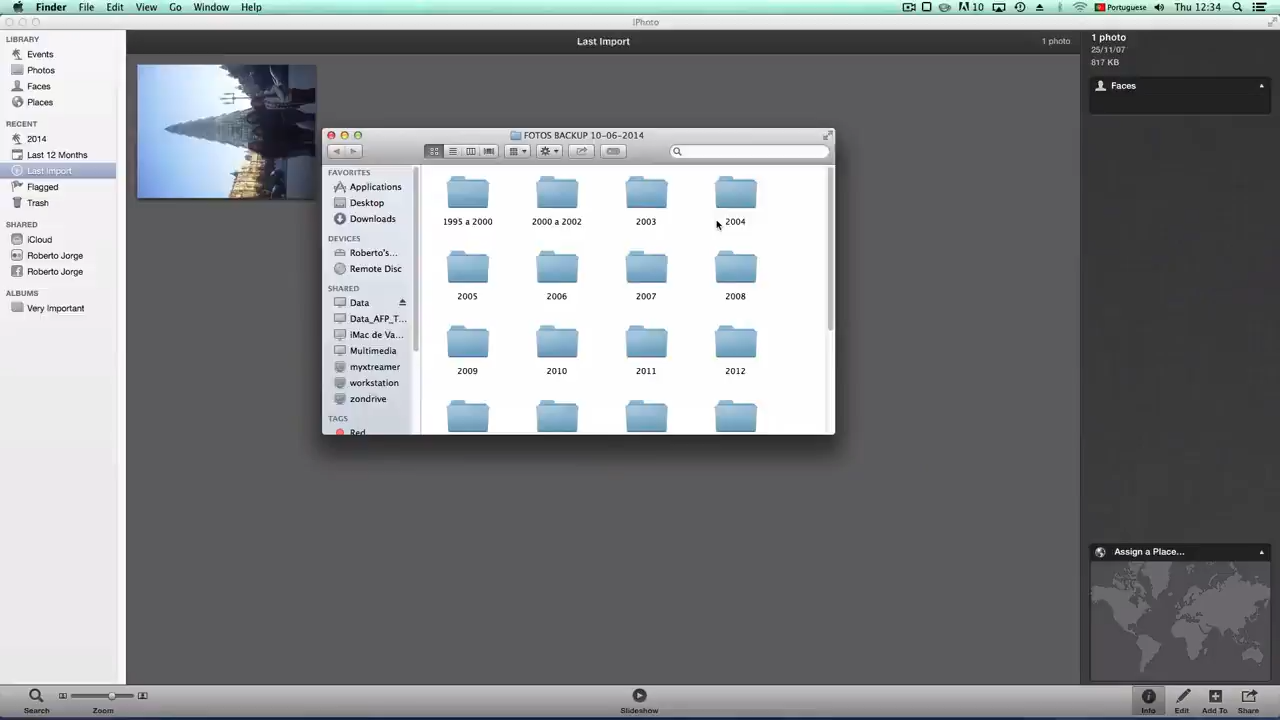 Finder File Edit View Go Window Help
10 Portuguese Thu 12:34
iPhoto
LIBRARY
Events
Photos
Faces
Places
RECENT
2014
Last 12 Months
Last Import
Flagged
Trash
SHARED
iCloud
Roberto Jorge
Roberto Jorge
ALBUMS
Very Important
Last Import
1 photo
FOTOS BACKUP 10-06-2014
FAVORITES
Applications
Desktop
Downloads
DEVICES
Roberto's...
Remote Disc
SHARED
Data
Data_AFP_T...
iMac de Va...
Multimedia
myxtreamer
workstation
zondrive
TAGS
Red
1995 a 2000
2000 a 2002
2003
2004
2005
2006
2007
2008
2009
2010
2011
2012
1 photo
25/11/07
817 KB
Faces
Assign a Place...
Search
Zoom
Slideshow
Info
Edit
Add To
Share